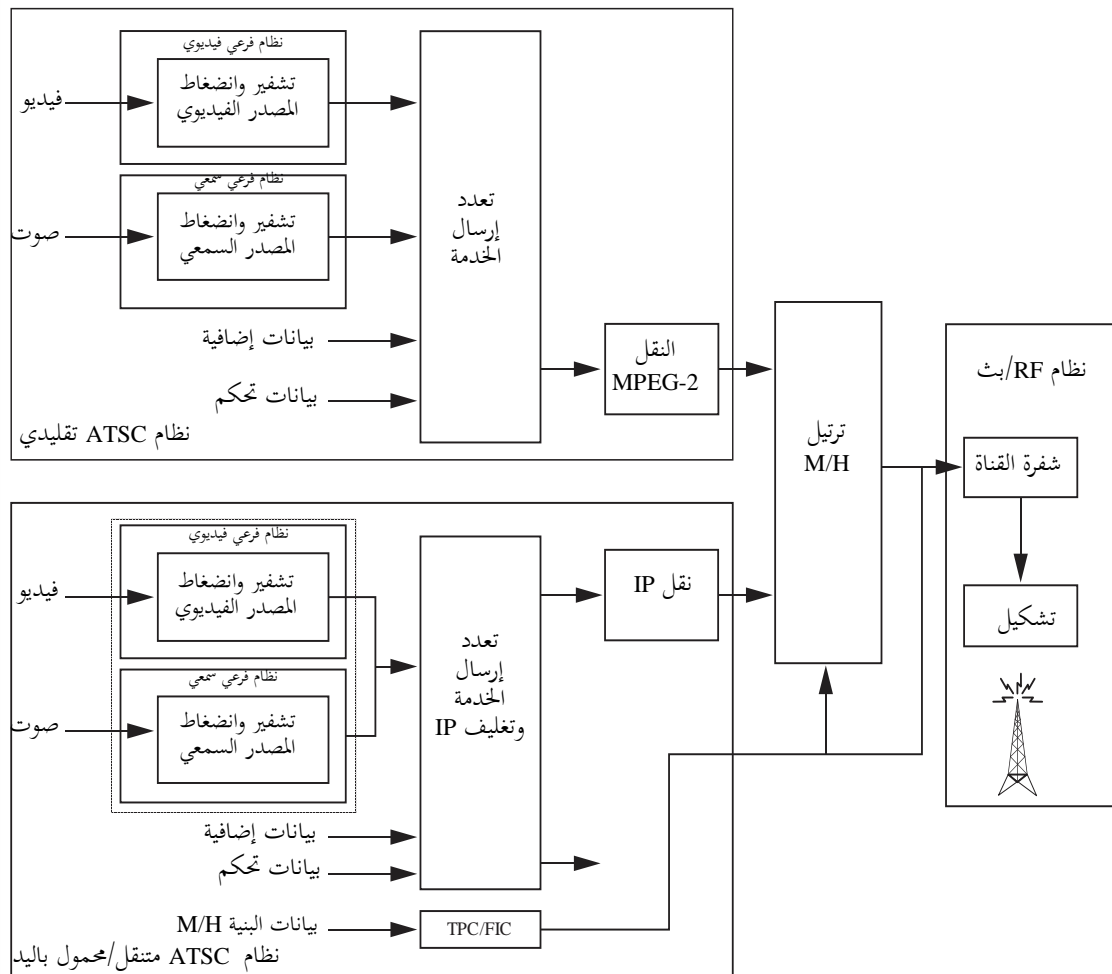 نظام فرعي فيديوي
تشفير وانضغاط
المصدر الفيديوي
فيديو
نظام فرعي سمعي
تشفير وانضغاط
المصدر السمعي
صوت
تعدد
إرسال
الخدمة
بيانات إضافية
بيانات تحكم
النقل
MPEG-2
نظام ATSC تقليدي
ترتيل
M/H
نظام RF/بث
شفرة القناة
تشكيل
نظام فرعي فيديوي
تشفير وانضغاط
المصدر الفيديوي
فيديو
نظام فرعي سمعي
تشفير وانضغاط
المصدر السمعي
صوت
تعدد
إرسال
الخدمة
وتغليف IP
نقل IP
بيانات إضافية
بيانات تحكم
بيانات البنية M/H
TPC/FIC
نظام ATSC متنقل/محمول باليد